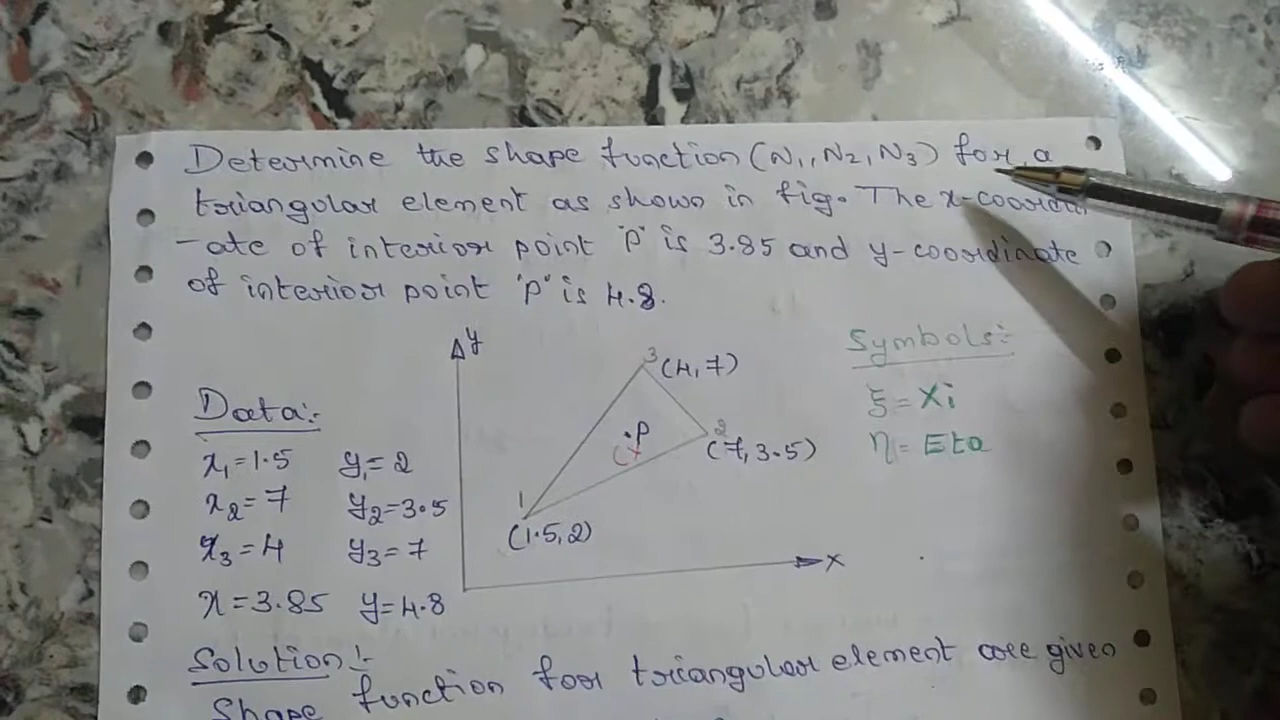 Determine the shape function (N1, N2, N3) for a
triangular element as shown in fig. The x-coordin
-ate of interior point 'P' is 3.85 and y-coordinate
of interior point 'P' is 4.8.
y
3 (4,7)
Symbols:-
ξ = Xi
η = Eta
Data:-
.P
2
(7,3.5)
x1=1.5 y1=2
x2=7 y2=3.5
1
(1.5,2)
x3=4 y3=7
x
x=3.85 y=4.8
Solution:-
Shape function for triangular element are given